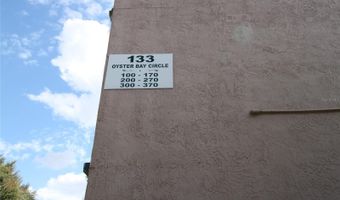 133
OYSTER BAY CIRCLE
100 - 170
200 - 270
300 - 370